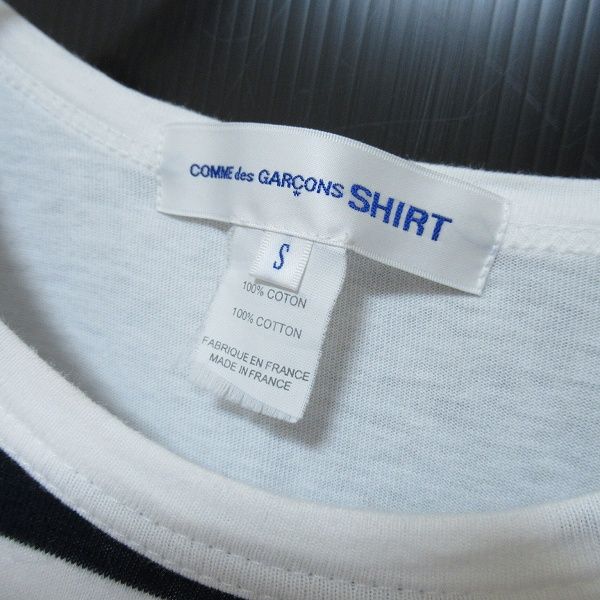 COMME des GARÇONS SHIRT
S
100% COTON
100% COTTON
FABRIQUE EN FRANCE
MADE IN FRANCE